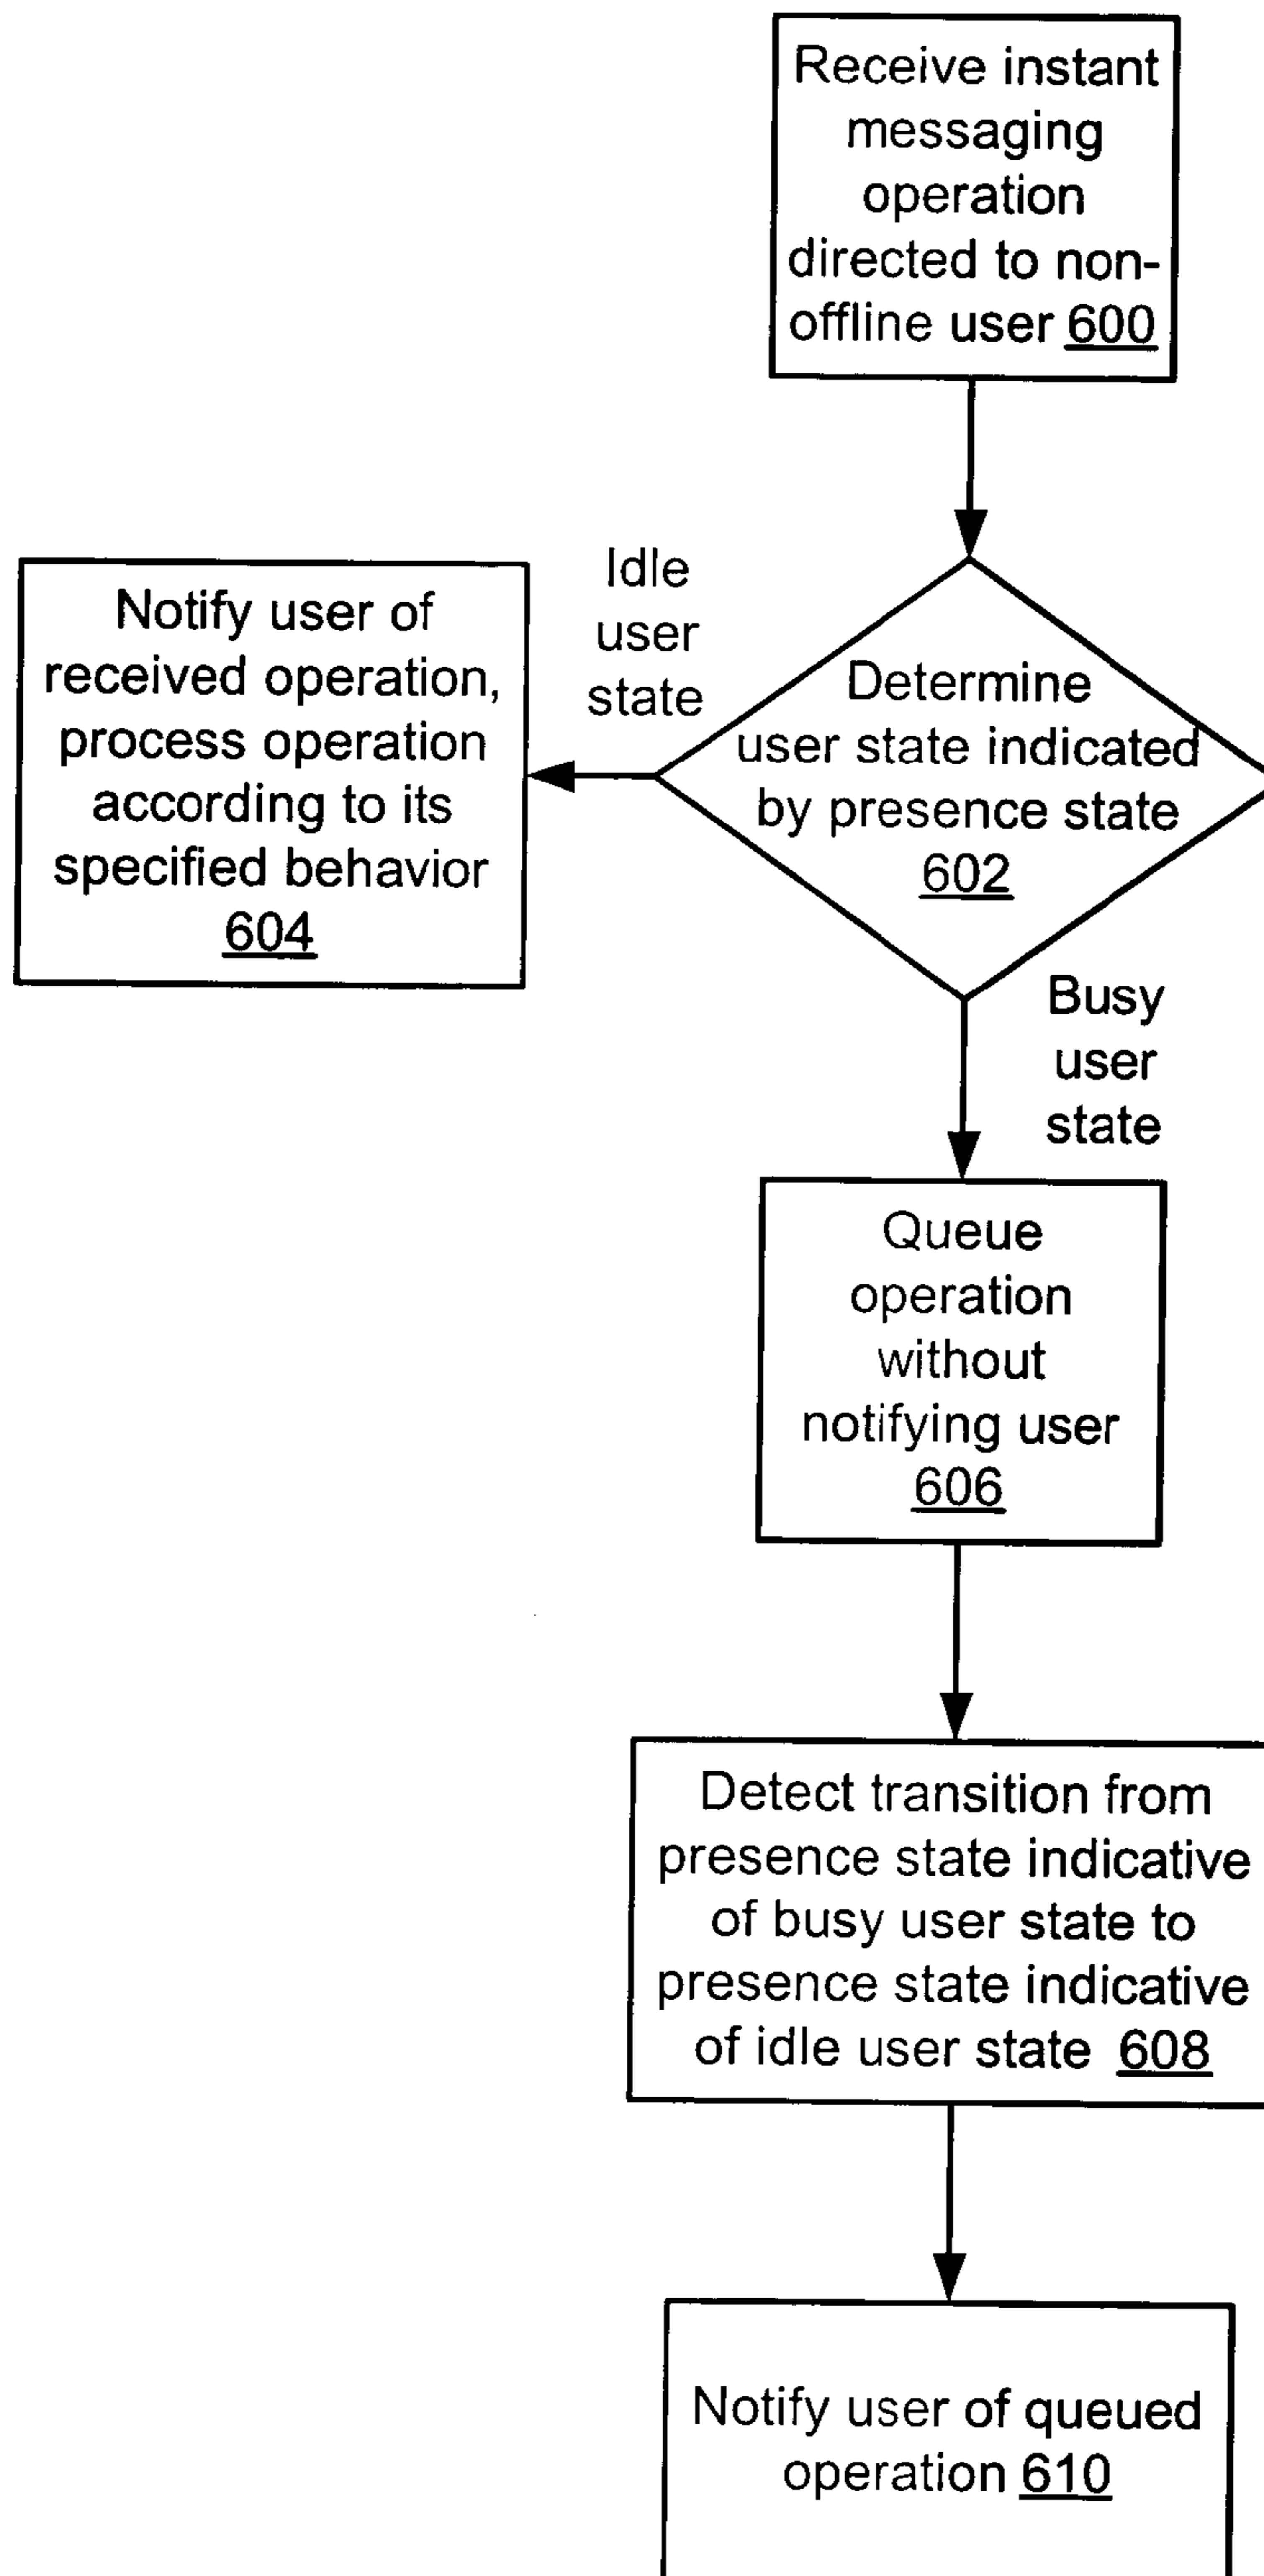 Receive instant
messaging
operation
directed to non-
offline user 600
Idle
user
state
Notify user of
received operation,
process operation
according to its
specified behavior
604
Determine
user state indicated
by presence state
602
Busy
user
state
Queue
operation
without
notifying user
606
Detect transition from
presence state indicative
of busy user state to
presence state indicative
of idle user state 608
Notify user of queued
operation 610